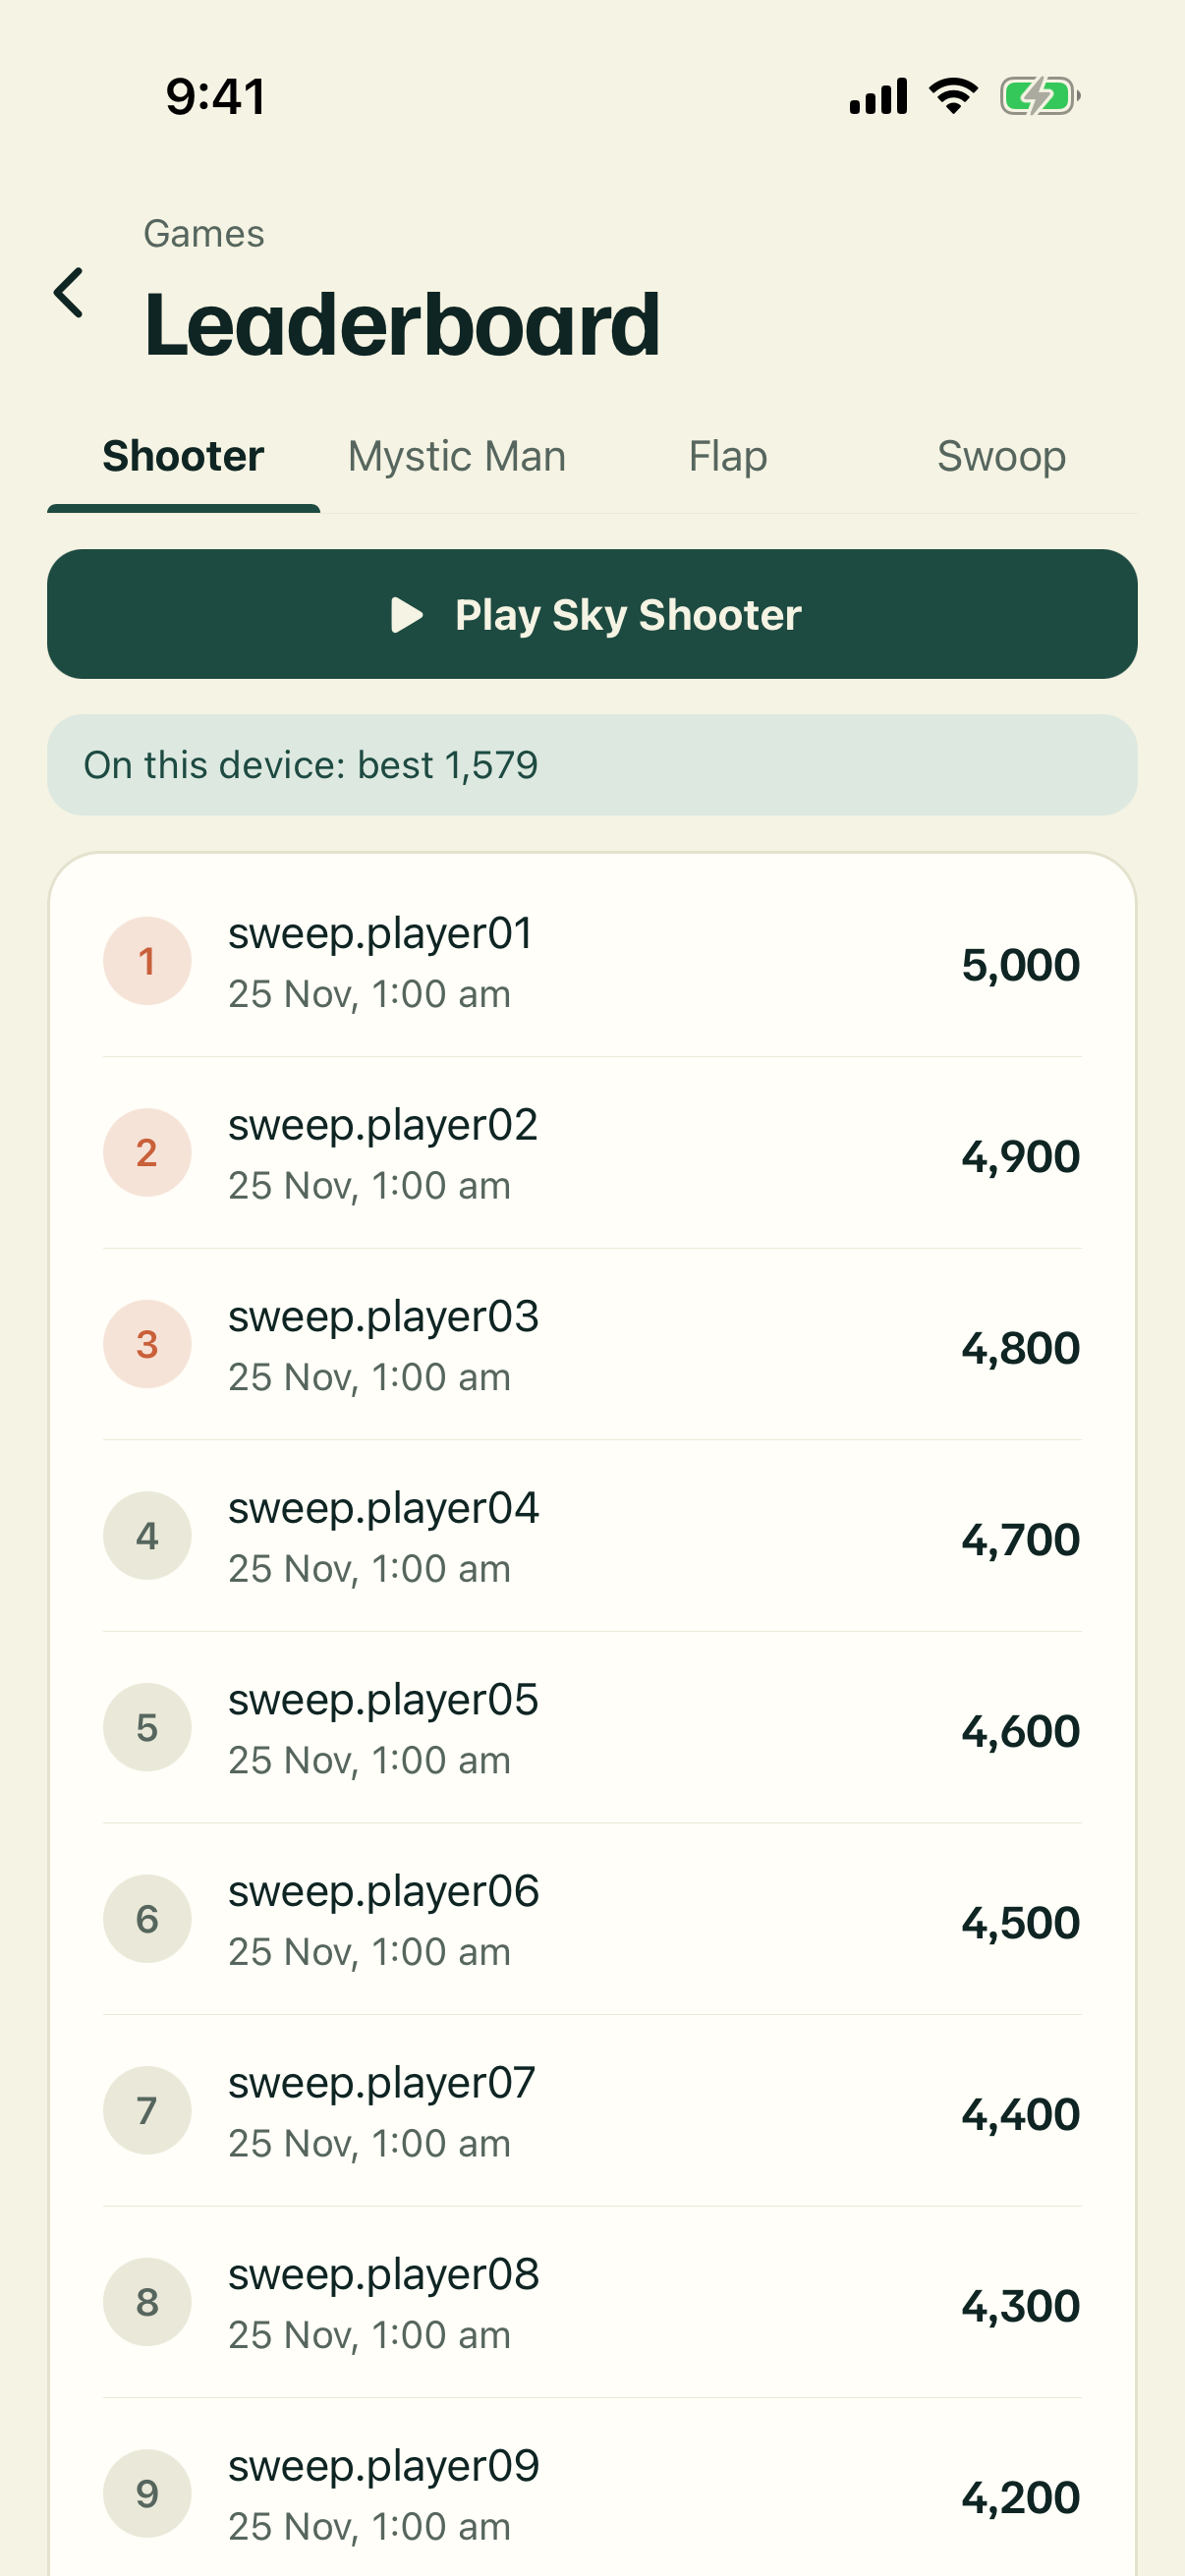 9:41
Games
Leaderboard
Shooter Mystic Man Flap Swoop
Play Sky Shooter
On this device: best 1,579
1 sweep.player01 5,000
25 Nov, 1:00 am
2 sweep.player02 4,900
25 Nov, 1:00 am
3 sweep.player03 4,800
25 Nov, 1:00 am
4 sweep.player04 4,700
25 Nov, 1:00 am
5 sweep.player05 4,600
25 Nov, 1:00 am
6 sweep.player06 4,500
25 Nov, 1:00 am
7 sweep.player07 4,400
25 Nov, 1:00 am
8 sweep.player08 4,300
25 Nov, 1:00 am
9 sweep.player09 4,200
25 Nov, 1:00 am